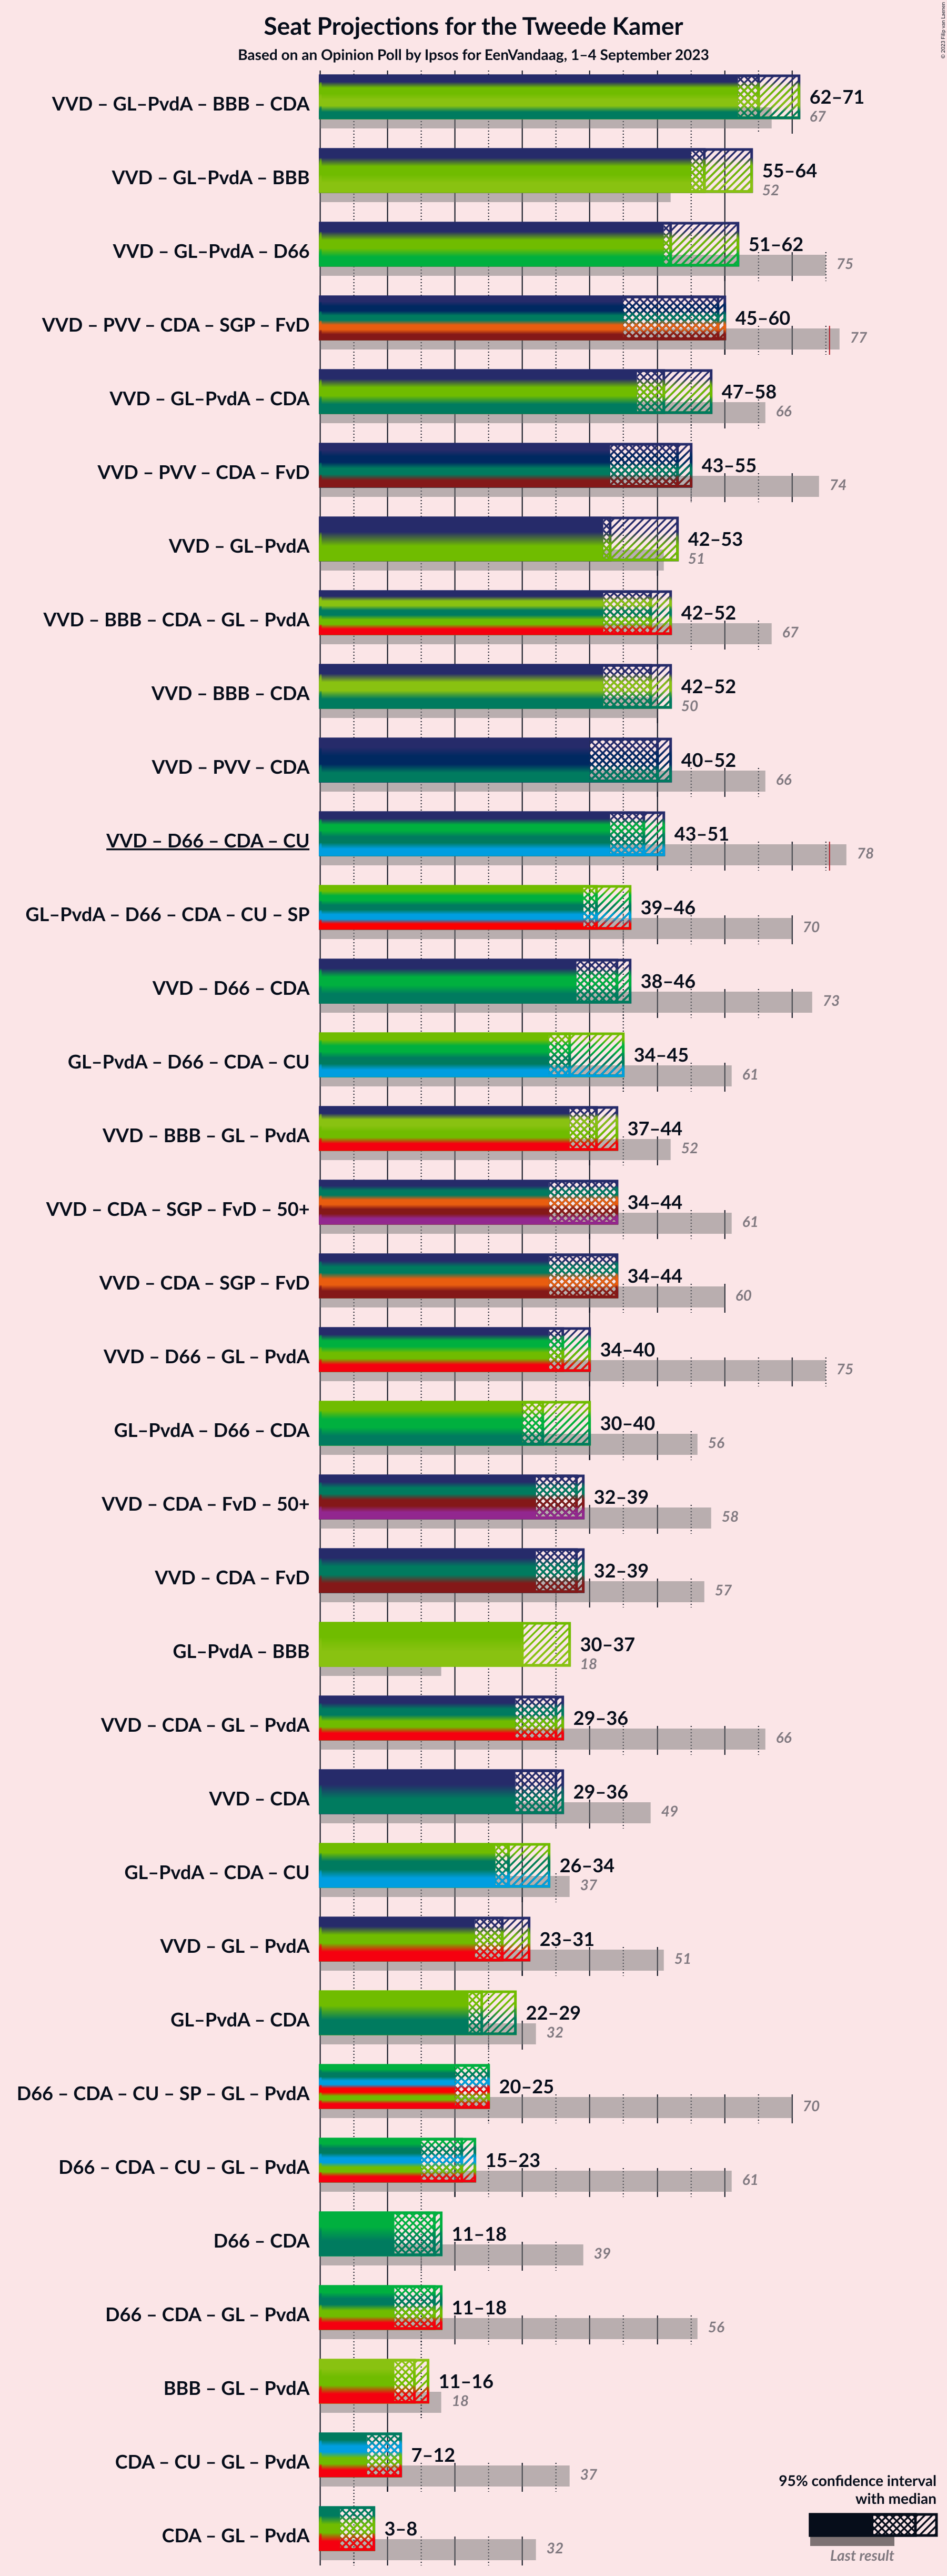 Seat Projections for the Tweede Kamer
Based on an Opinion Poll by Ipsos for EenVandaag, 1–4 September 2023
© 2023 Filip van Laenen
VVD – GL–PvdA – BBB – CDA
62–71
67
VVD – GL–PvdA – BBB
55–64
52
VVD – GL–PvdA – D66
51–62
75
VVD – PVV – CDA – SGP – FvD
45–60
77
VVD – GL–PvdA – CDA
47–58
66
VVD – PVV – CDA – FvD
43–55
74
VVD – GL–PvdA
42–53
51
VVD – BBB – CDA – GL – PvdA
42–52
67
VVD – BBB – CDA
42–52
50
VVD – PVV – CDA
40–52
66
VVD – D66 – CDA – CU
43–51
78
GL–PvdA – D66 – CDA – CU – SP
39–46
70
VVD – D66 – CDA
38–46
73
GL–PvdA – D66 – CDA – CU
34–45
61
VVD – BBB – GL – PvdA
37–44
52
VVD – CDA – SGP – FvD – 50+
34–44
61
VVD – CDA – SGP – FvD
34–44
60
VVD – D66 – GL – PvdA
34–40
75
GL–PvdA – D66 – CDA
30–40
56
VVD – CDA – FvD – 50+
32–39
58
VVD – CDA – FvD
32–39
57
GL–PvdA – BBB
30–37
18
VVD – CDA – GL – PvdA
29–36
66
VVD – CDA
29–36
49
GL–PvdA – CDA – CU
26–34
37
VVD – GL – PvdA
23–31
51
GL–PvdA – CDA
22–29
32
D66 – CDA – CU – SP – GL – PvdA
20–25
70
D66 – CDA – CU – GL – PvdA
15–23
61
D66 – CDA
11–18
39
D66 – CDA – GL – PvdA
11–18
56
BBB – GL – PvdA
11–16
18
CDA – CU – GL – PvdA
7–12
37
CDA – GL – PvdA
3–8
32
95% confidence interval
with median
Last result